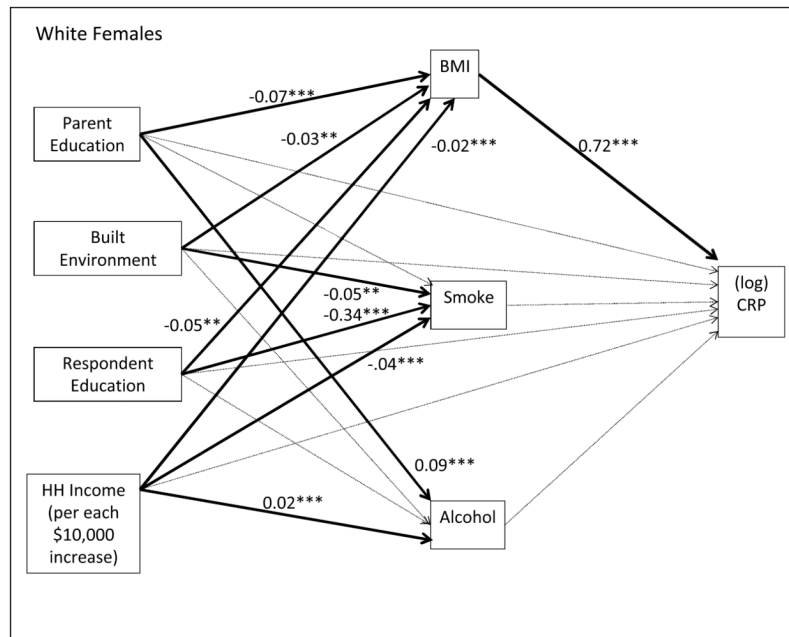 White Females
BMI
-0.07***
Parent
Education
-0.03**
-0.02***
0.72***
Built
Environment
(log)
CRP
Smoke
-0.05**
-0.34***
-0.05**
Respondent
Education
-.04***
HH Income
(per each
$10,000
increase)
0.09***
0.02***
Alcohol